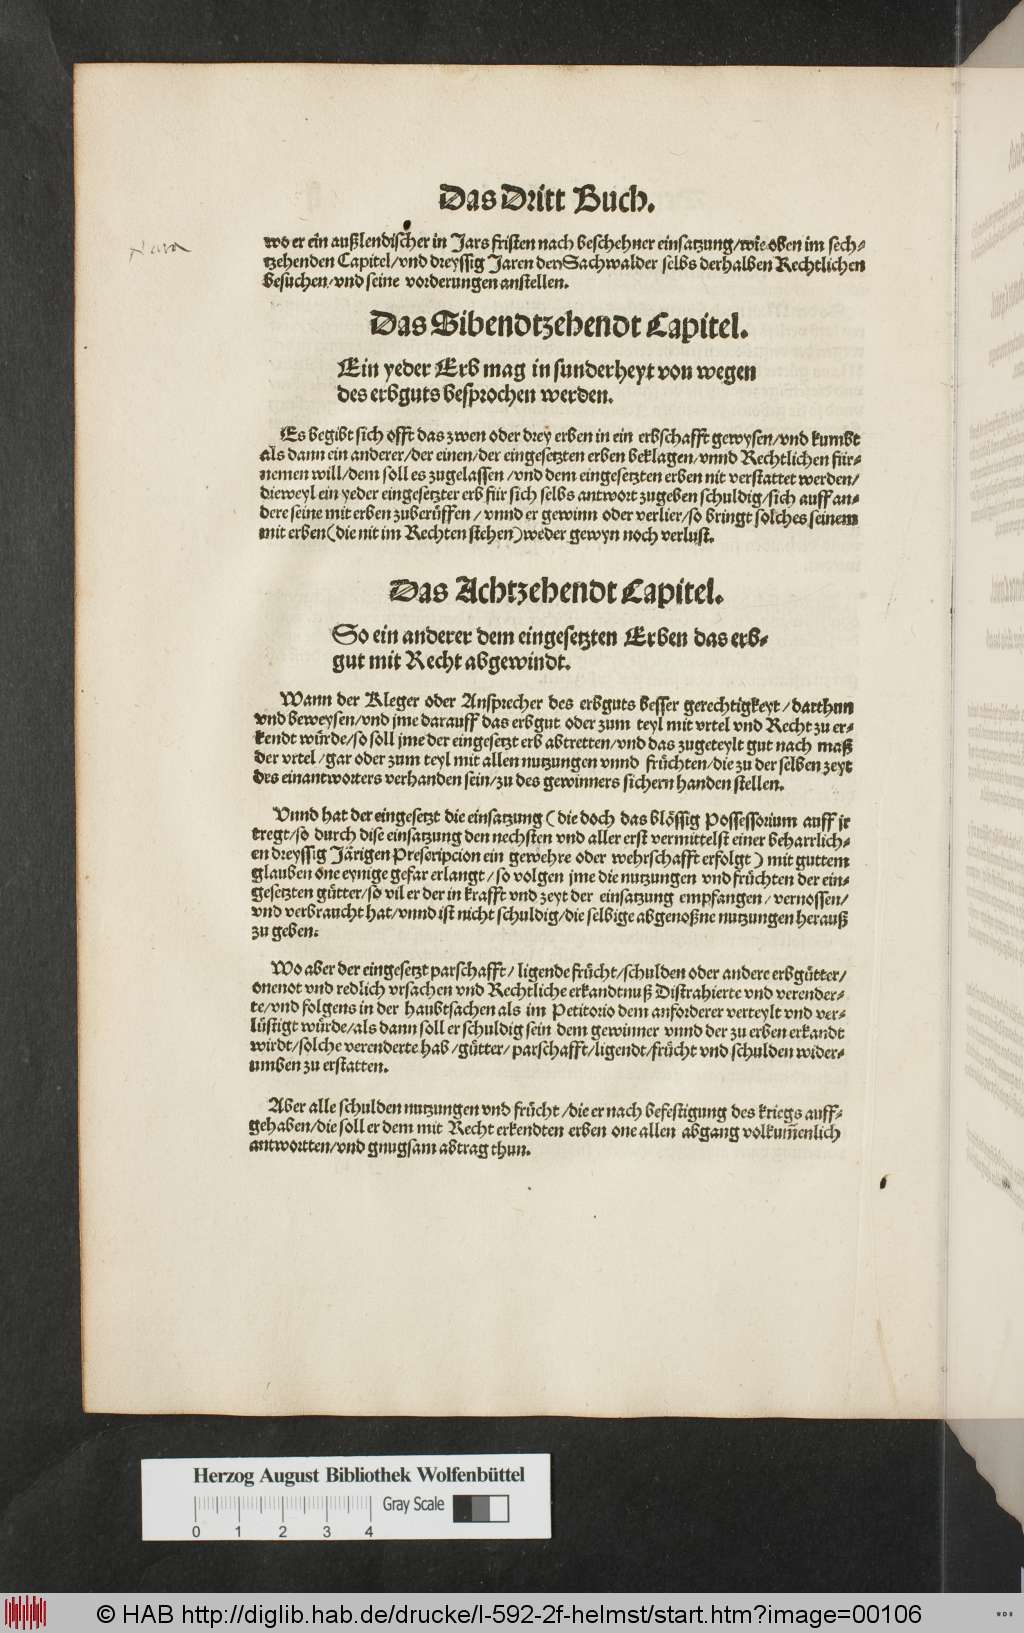 Das Dritt Buch.
wo er ein außlendischer in Jars fristen nach beschehner einsatzung/wie oben im sech-
tzehenden Capitel/vnd dreyssig Jaren den Sachwalder selbs derhalben Rechtlichen
besuchen/vnd seine vorderungen anstellen.
Das Sibendtzehendt Capitel.
Ein yeder Erb mag in sunderheyt von wegen
des erbguts besprochen werden.
Es begibt sich offt das zwen oder drey erben in ein erbschafft gewysen/vnd kumbt
als dann ein anderer/der einen/der eingesetzten erben beklagen/vnnd Rechtlichen für-
nemen will/dem soll es zugelassen/vnd dem eingesetzten erben nit verstattet werden/
dieweyl ein yeder eingesetzter erb für sich selbs antwort zugeben schuldig/sich auff an-
dere seine mit erben zuberüffen/vnnd er gewinn oder verlier/so bringt solches seinem
mit erben(die nit im Rechten stehen)weder gewyn noch verlust.
Das Achtzehendt Capitel.
So ein anderer dem eingesetzten Erben das erb-
gut mit Recht abgewindt.
Wann der Kleger oder Ansprecher des erbguts besser gerechtigkeyt/darthun
vnd beweysen/vnd jme darauff das erbgut oder zum teyl mit vrtel vnd Recht zu er-
kendt würde/so soll jme der eingesetzt erb abtretten/vnd das zugeteylt gut nach maß
der vrtel/gar oder zum teyl mit allen nutzungen vnnd früchten/die zu der selben zeyt
des einantworters verhanden sein/zu des gewinners sichern handen stellen.
Vnnd hat der eingesetzt die einsatzung(die doch das blössig Possessorium auff jr
tregt/so durch dise einsatzung den nechsten vnd aller erst vermittelst einer beharrlich-
en dreyssig Järigen Prescripcion ein gewehre oder wehrschafft erfolgt)mit guttem
glauben one eynige gefar erlangt/so volgen jme die nutzungen vnd früchten der ein-
gesetzten gütter/so vil er der in krafft vnd zeyt der einsatzung empfangen/vernossen/
vnd verbraucht hat/vnnd ist nicht schuldig/die selbige abgenoßne nutzungen herauß
zu geben.
Wo aber der eingesetzt parschafft/ligende frücht/schulden oder andere erbgütter/
onenot vnd redlich vrsachen vnd Rechtliche erkandtnuß Distrahierte vnd verender-
te/vnd folgens in der haubtsachen als im Petitorio dem anforderer verteylt vnd ver-
lüstigt würde/als dann soll er schuldig sein dem gewinner vnnd der zu erben erkandt
wirdt/solche verenderte hab/gütter/parschafft/ligendt/frücht vnd schulden wider-
umben zu erstatten.
Aber alle schulden nutzungen vnd frücht/die er nach befestigung des kriegs auff-
gehaben/die soll er dem mit Recht erkendten erben one allen abgang volkum̃enlich
antwortten/vnd gnugsam abtrag thun.
Herzog August Bibliothek Wolfenbüttel
Gray Scale
0 1 2 3 4
© HAB http://diglib.hab.de/drucke/l-592-2f-helmst/start.htm?image=00106